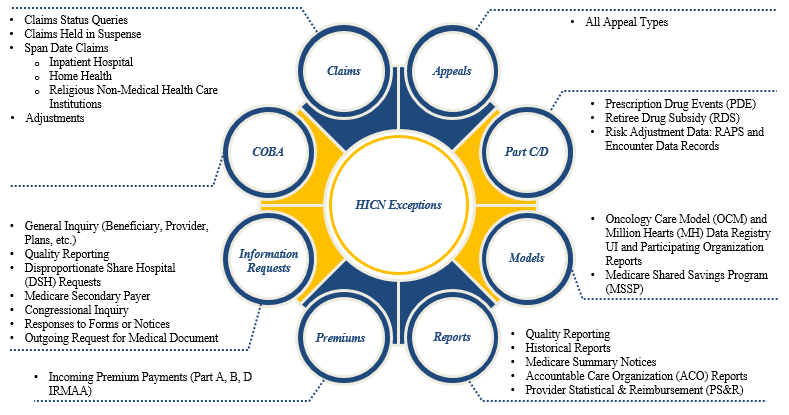 • Claims Status Queries
• Claims Held in Suspense
• Span Date Claims
o Inpatient Hospital
o Home Health
o Religious Non-Medical Health Care
Institutions
• Adjustments
• All Appeal Types
Claims
Appeals
• Prescription Drug Events (PDE)
• Retiree Drug Subsidy (RDS)
• Risk Adjustment Data: RAPS and
Encounter Data Records
COBA
Part C/D
HICN Exceptions
• General Inquiry (Beneficiary, Provider,
Plans, etc.)
• Quality Reporting
• Disproportionate Share Hospital
(DSH) Requests
• Medicare Secondary Payer
• Congressional Inquiry
• Responses to Forms or Notices
• Outgoing Request for Medical Document
Information
Requests
Models
• Oncology Care Model (OCM) and
Million Hearts (MH) Data Registry
UI and Participating Organization
Reports
• Medicare Shared Savings Program
(MSSP)
Premiums
Reports
• Incoming Premium Payments (Part A, B, D
IRMAA)
• Quality Reporting
• Historical Reports
• Medicare Summary Notices
• Accountable Care Organization (ACO) Reports
• Provider Statistical & Reimbursement (PS&R)